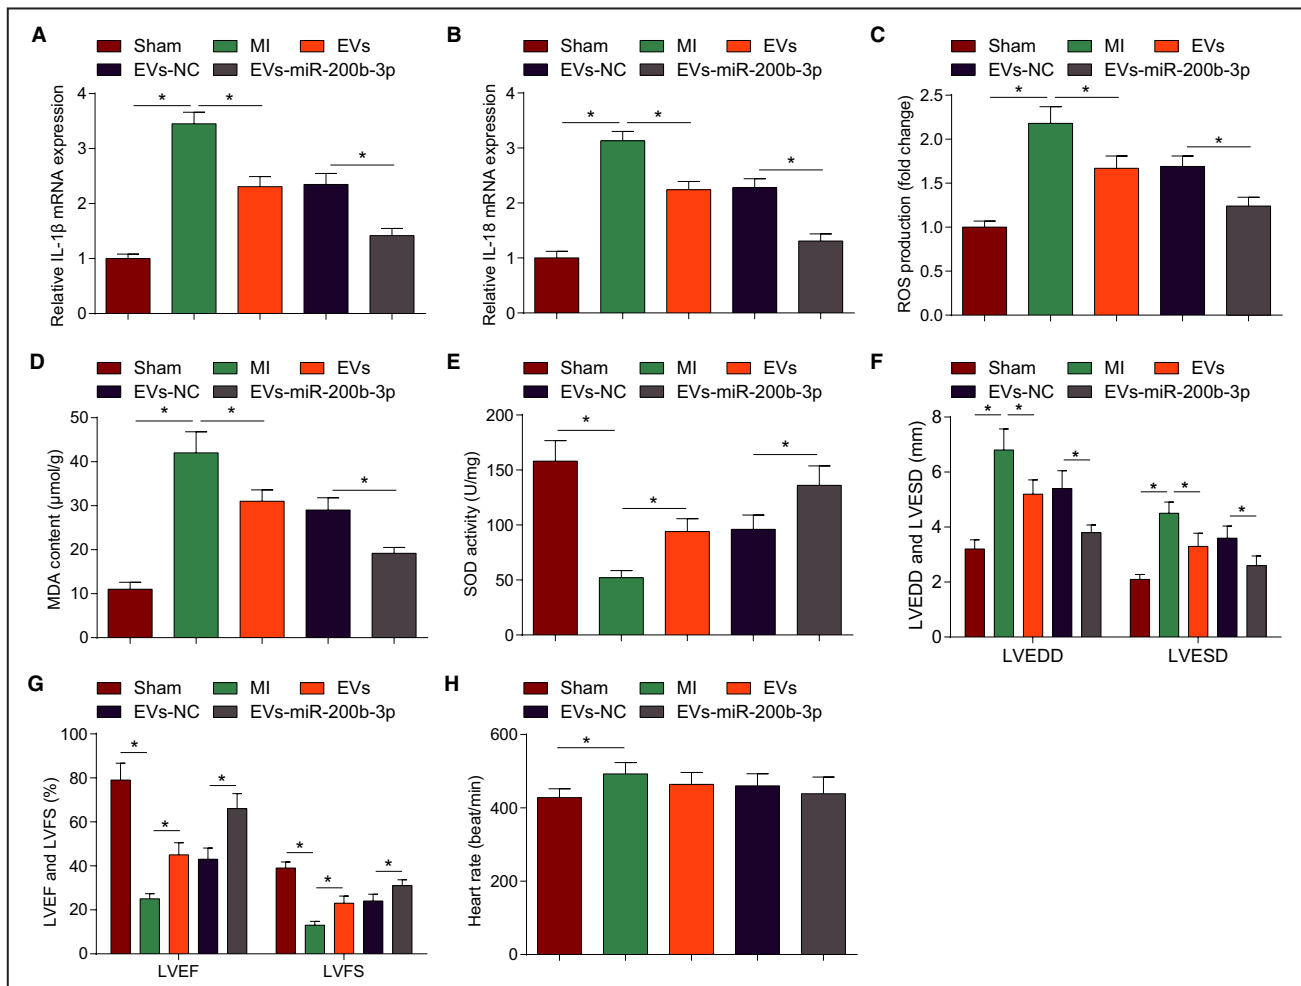 A
Sham MI EVs
EVs-NC EVs-miR-200b-3p
Relative IL-1β mRNA expression
4
3
2
1
0
* * *
B
Sham MI EVs
EVs-NC EVs-miR-200b-3p
Relative IL-18 mRNA expression
4
3
2
1
0
* * *
C
Sham MI EVs
EVs-NC EVs-miR-200b-3p
ROS production (fold change)
2.5
2.0
1.5
1.0
0.5
0.0
* * *
D
Sham MI EVs
EVs-NC EVs-miR-200b-3p
MDA content (μmol/g)
50
40
30
20
10
0
* * *
E
Sham MI EVs
EVs-NC EVs-miR-200b-3p
SOD activity (U/mg)
200
150
100
50
0
* * *
F
Sham MI EVs
EVs-NC EVs-miR-200b-3p
LVEDD and LVESD (mm)
8
6
4
2
0
* * * * * *
LVEDD LVESD
G
Sham MI EVs
EVs-NC EVs-miR-200b-3p
LVEF and LVFS (%)
100
80
60
40
20
0
* * * * * *
LVEF LVFS
H
Sham MI EVs
EVs-NC EVs-miR-200b-3p
Heart rate (beat/min)
600
400
200
0
*